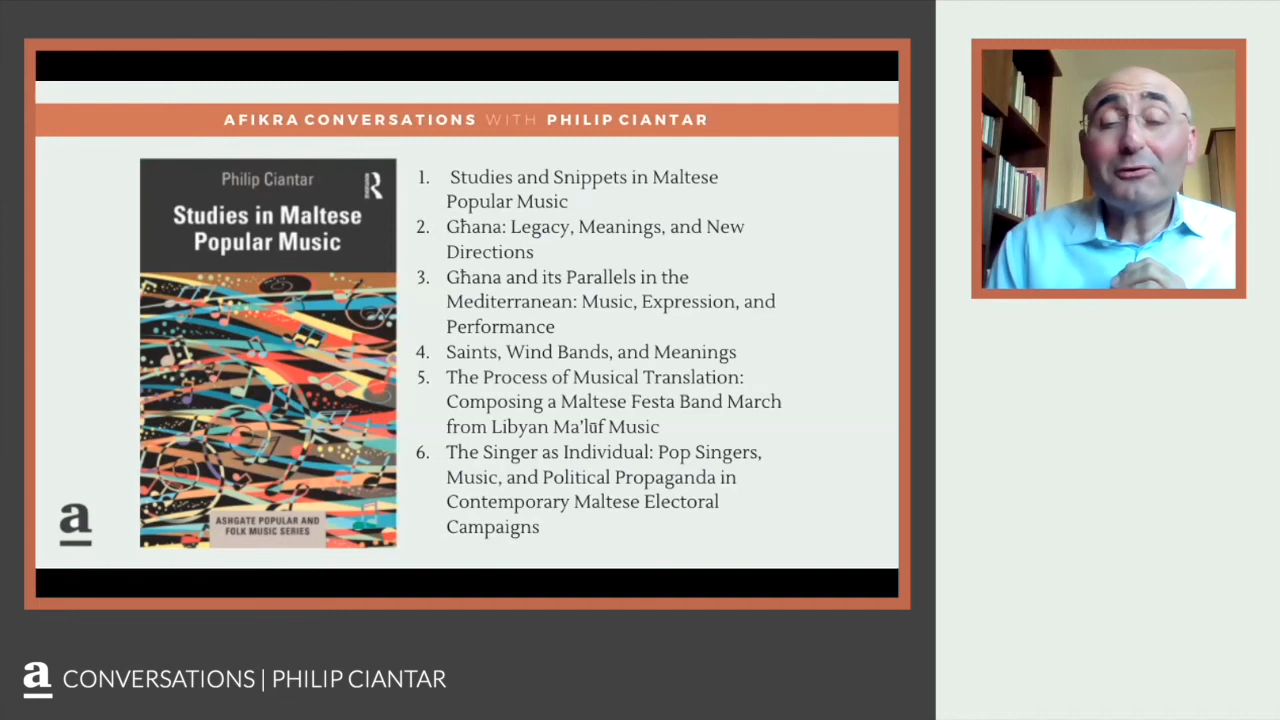 AFIKRA CONVERSATIONS WITH PHILIP CIANTAR
Philip Ciantar
R
Studies in Maltese
Popular Music
ASHGATE POPULAR AND
FOLK MUSIC SERIES
1. Studies and Snippets in Maltese
Popular Music
2. Għana: Legacy, Meanings, and New
Directions
3. Għana and its Parallels in the
Mediterranean: Music, Expression, and
Performance
4. Saints, Wind Bands, and Meanings
5. The Process of Musical Translation:
Composing a Maltese Festa Band March
from Libyan Ma'lūf Music
6. The Singer as Individual: Pop Singers,
Music, and Political Propaganda in
Contemporary Maltese Electoral
Campaigns
a
a CONVERSATIONS | PHILIP CIANTAR